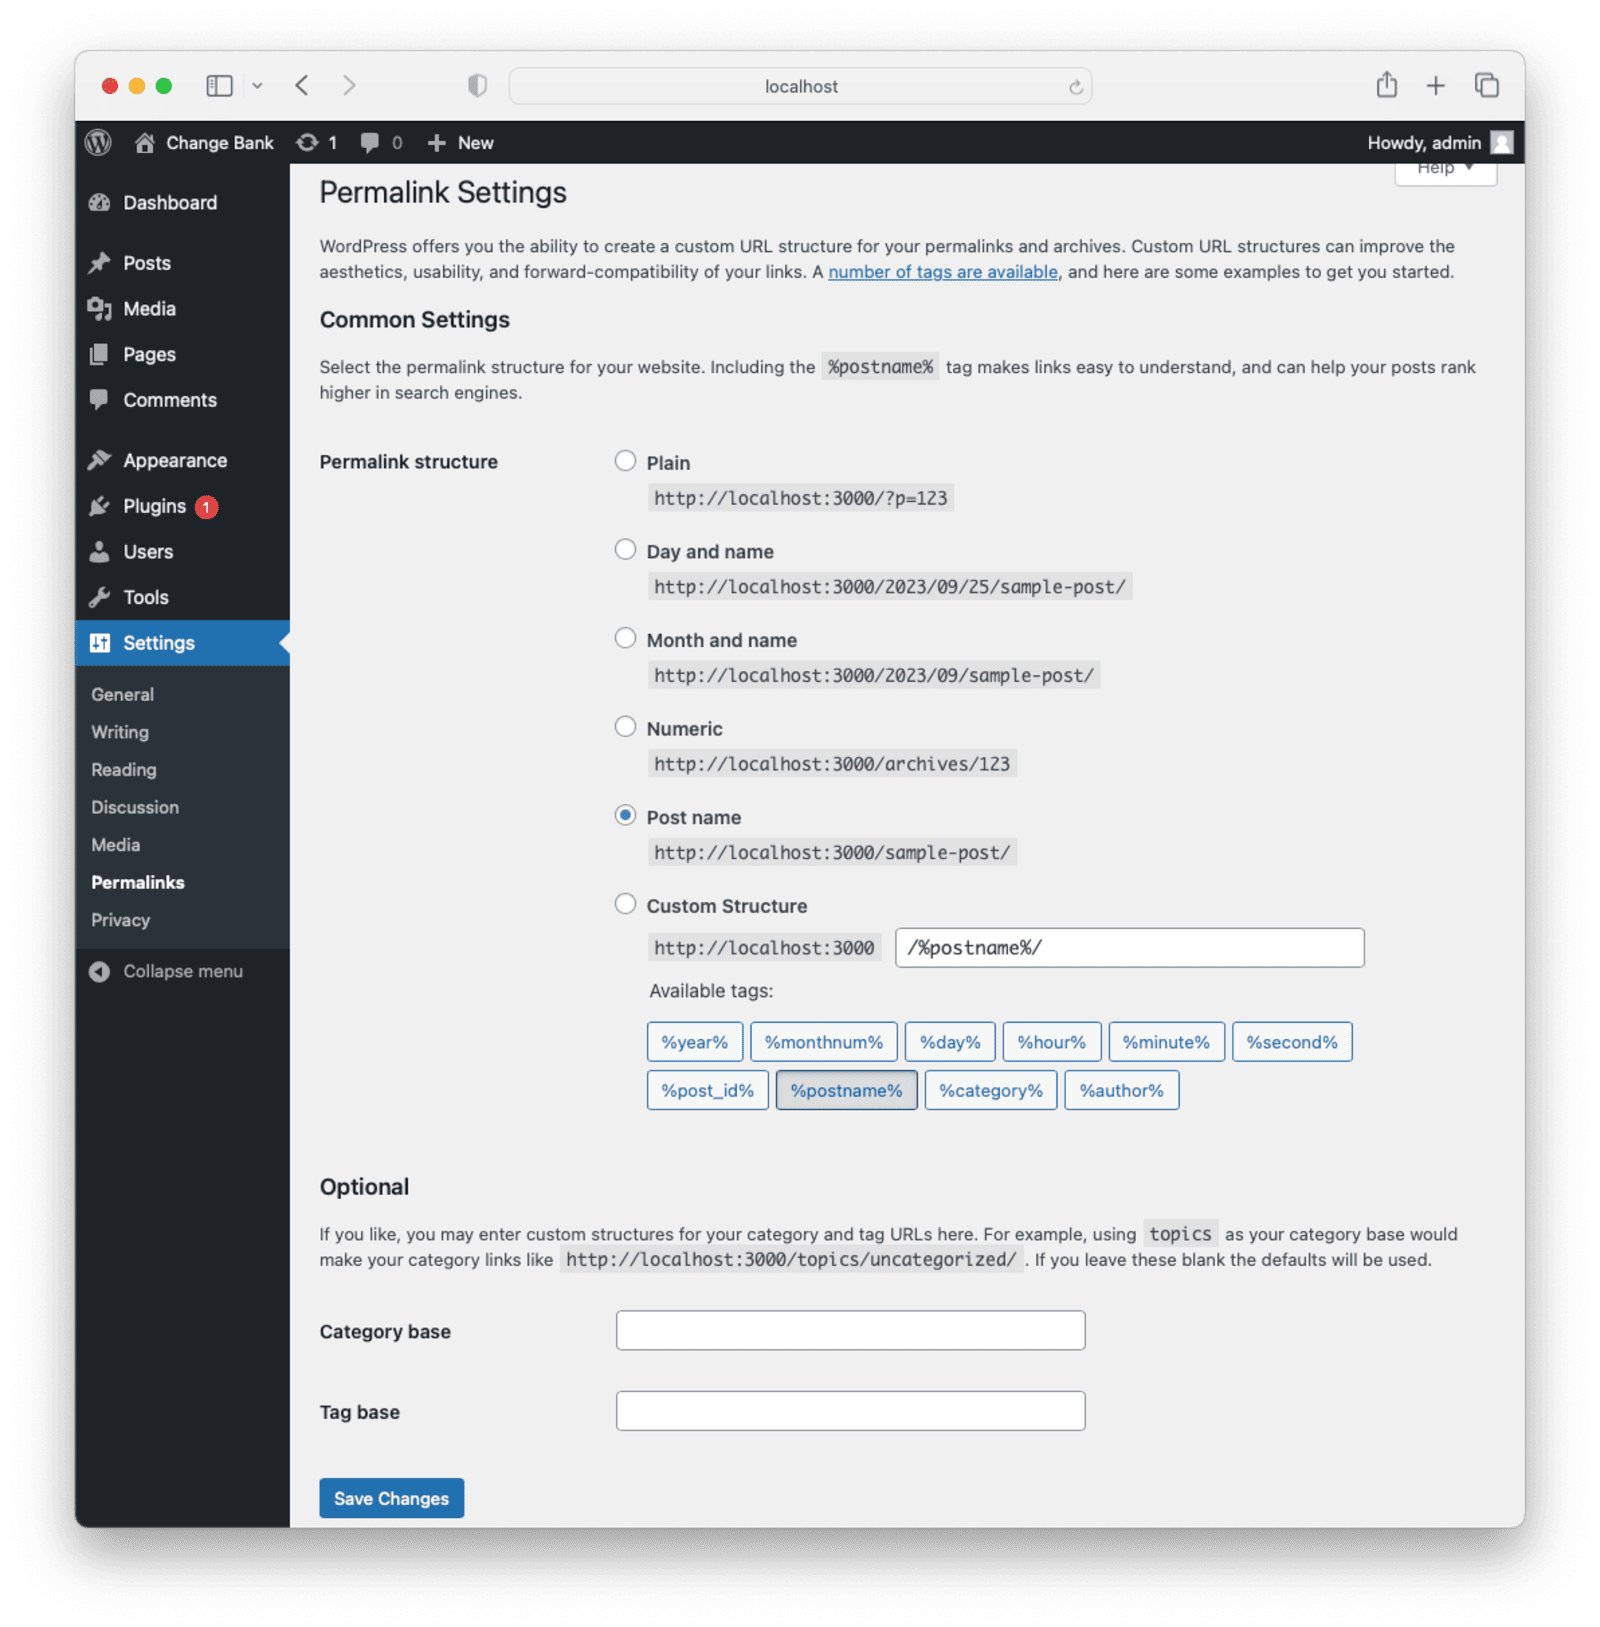 localhost
Change Bank 1 0 New Howdy, admin
Help
Dashboard
Posts
Media
Pages
Comments
Appearance
Plugins 1
Users
Tools
Settings
General
Writing
Reading
Discussion
Media
Permalinks
Privacy
Collapse menu
Permalink Settings
WordPress offers you the ability to create a custom URL structure for your permalinks and archives. Custom URL structures can improve the
aesthetics, usability, and forward-compatibility of your links. A number of tags are available, and here are some examples to get you started.
Common Settings
Select the permalink structure for your website. Including the %postname% tag makes links easy to understand, and can help your posts rank
higher in search engines.
Permalink structure
Plain
http://localhost:3000/?p=123
Day and name
http://localhost:3000/2023/09/25/sample-post/
Month and name
http://localhost:3000/2023/09/sample-post/
Numeric
http://localhost:3000/archives/123
Post name
http://localhost:3000/sample-post/
Custom Structure
http://localhost:3000 /%postname%/
Available tags:
%year% %monthnum% %day% %hour% %minute% %second%
%post_id% %postname% %category% %author%
Optional
If you like, you may enter custom structures for your category and tag URLs here. For example, using topics as your category base would
make your category links like http://localhost:3000/topics/uncategorized/ . If you leave these blank the defaults will be used.
Category base
Tag base
Save Changes